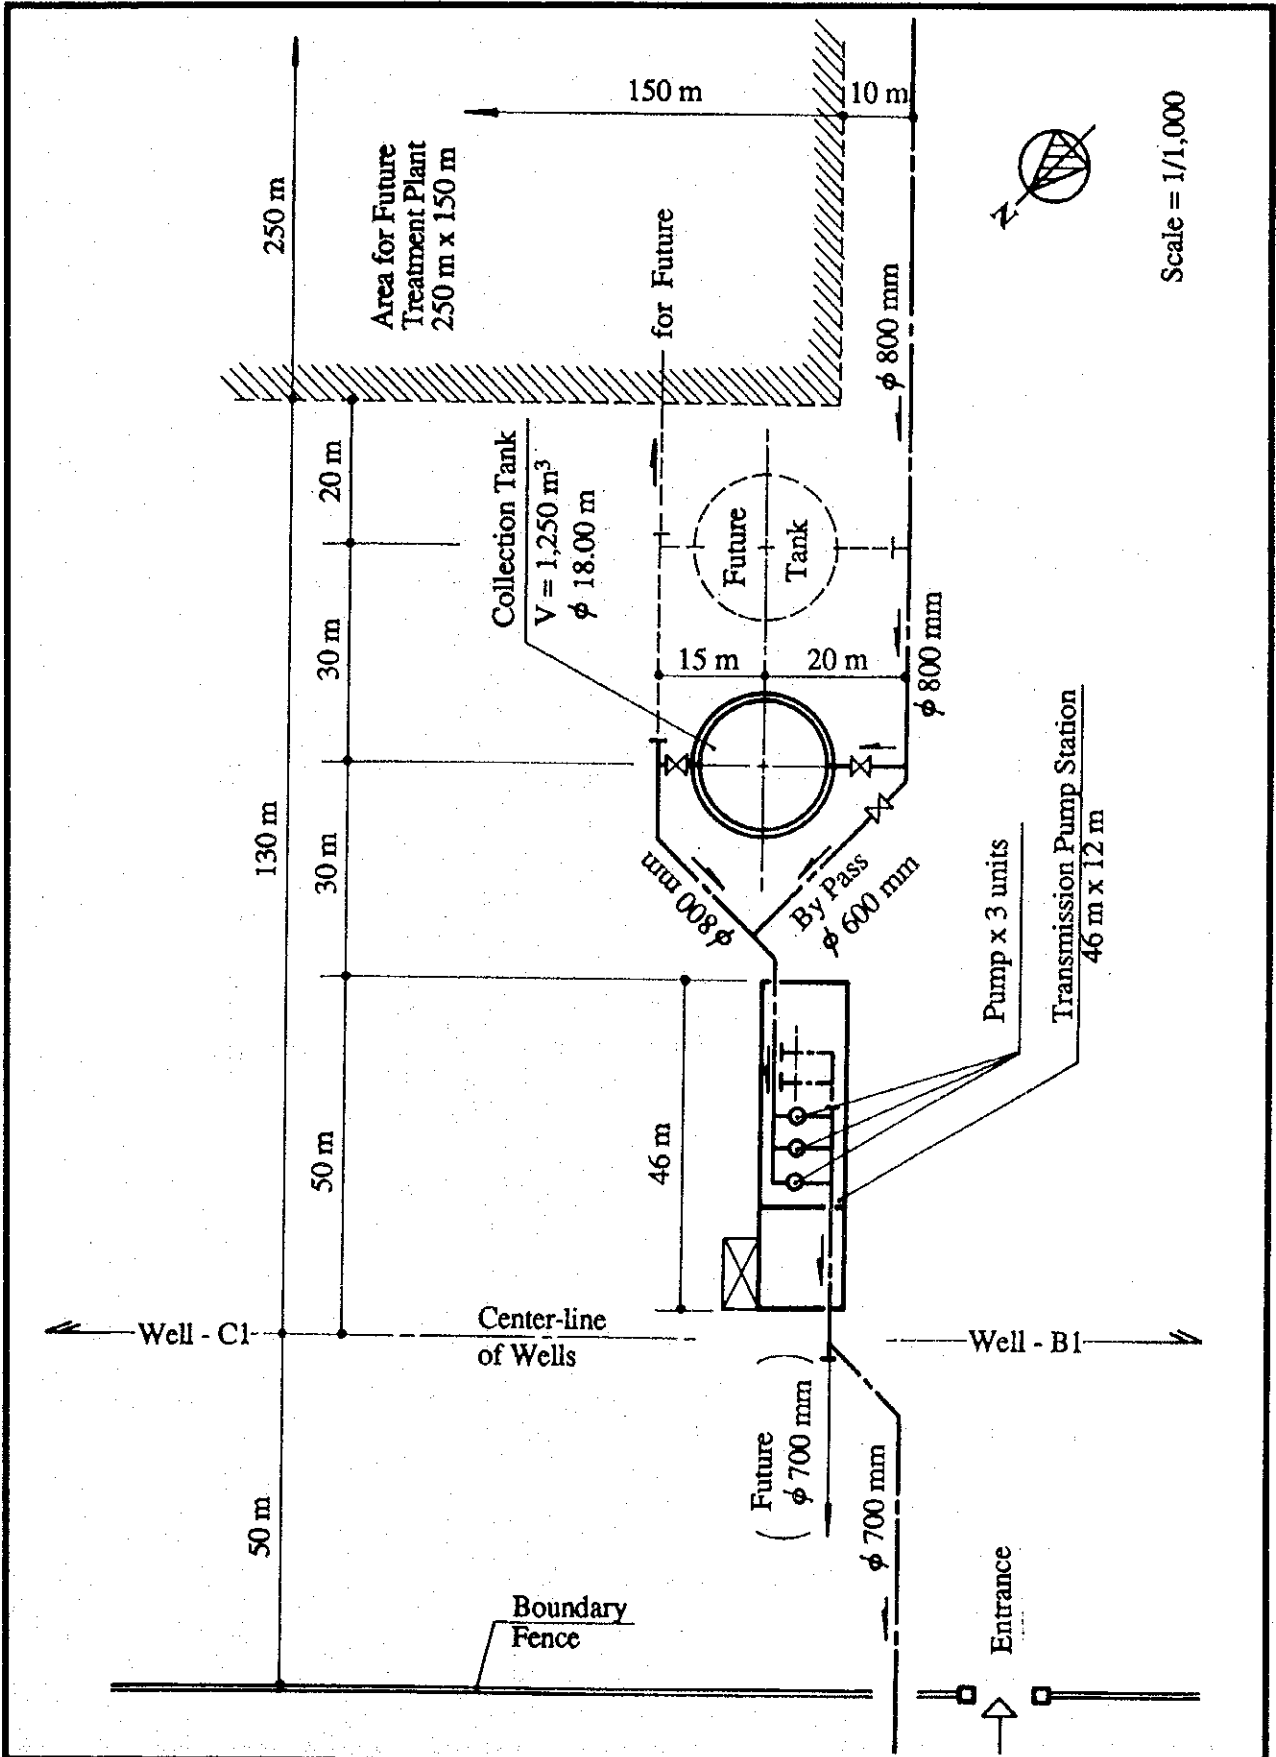 150 m
10 m
250 m
Area for Future
Treatment Plant
250 m x 150 m
N
Scale = 1/1,000
for Future
ϕ 800 mm
20 m
Collection Tank
V = 1,250 m³
ϕ 18.00 m
Future
Tank
30 m
15 m
20 m
ϕ 800 mm
130 m
30 m
ϕ 800 mm
By Pass
ϕ 600 mm
Pump x 3 units
Transmission Pump Station
46 m x 12 m
50 m
46 m
Well - C1
Center-line
of Wells
Well - B1
(Future
ϕ 700 mm)
ϕ 700 mm
50 m
Boundary
Fence
Entrance